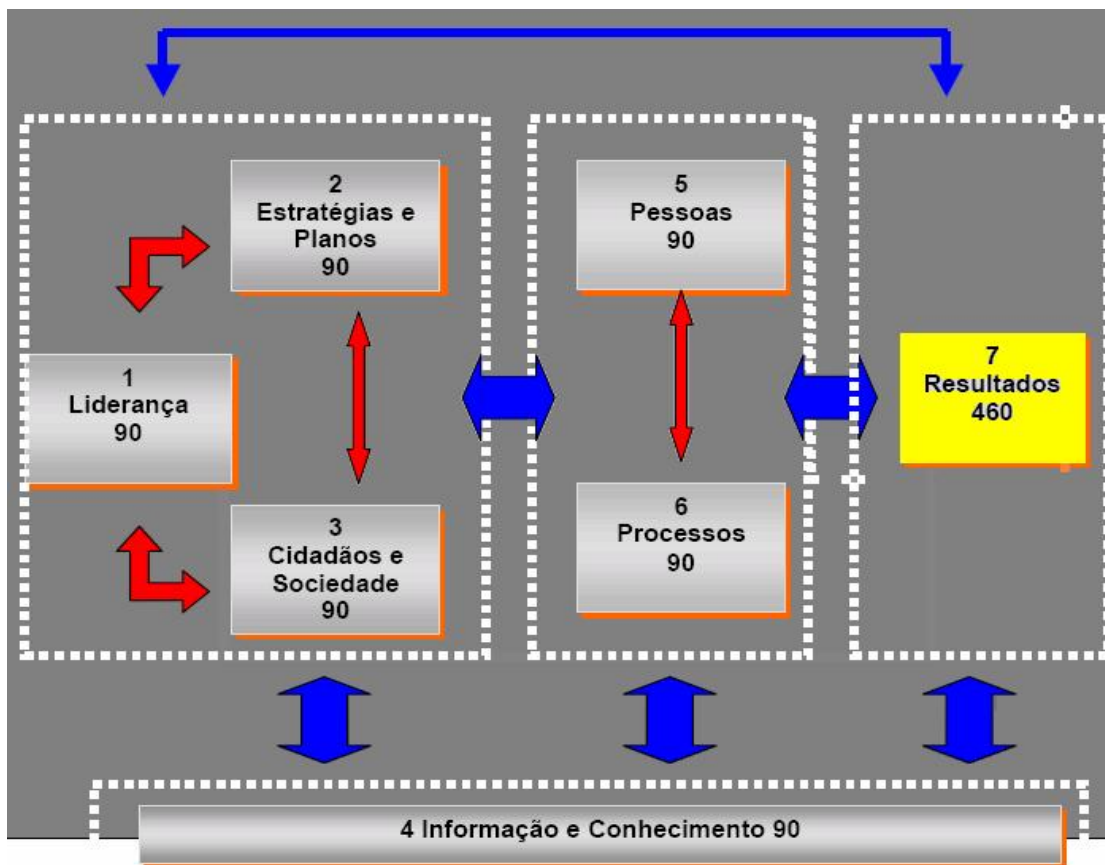 1
Liderança
90
2
Estratégias e
Planos
90
3
Cidadãos e
Sociedade
90
5
Pessoas
90
6
Processos
90
7
Resultados
460
4 Informação e Conhecimento 90